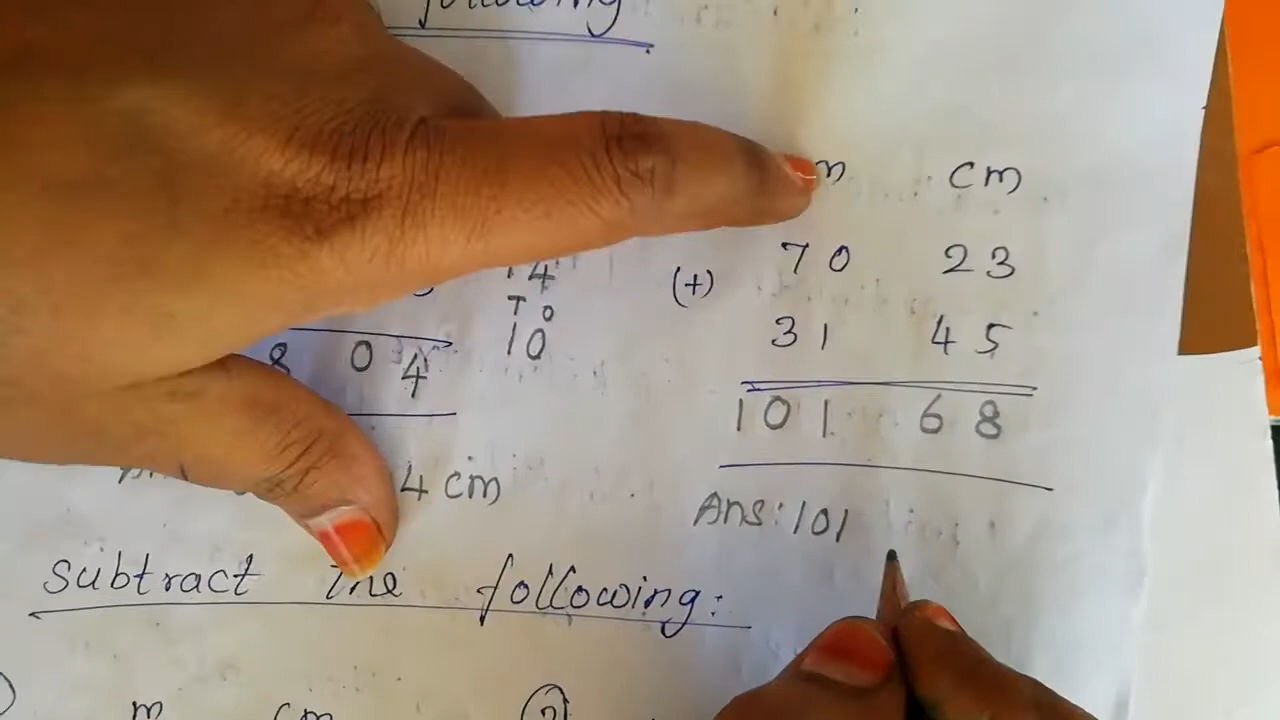 following
m cm
70 23
(+)
31 45
101 68
Ans: 101
14
T o
10
8 0 4
4 cm
subtract the following:
m cm